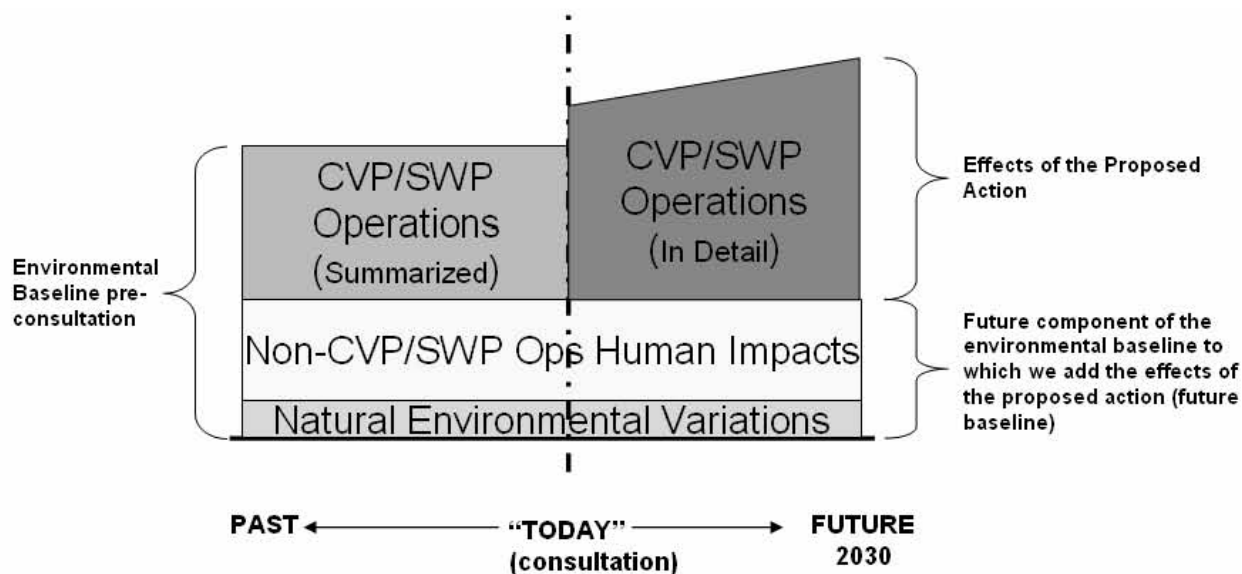 CVP/SWP
Operations
(Summarized)
CVP/SWP
Operations
(In Detail)
Environmental
Baseline pre-
consultation
Effects of the Proposed
Action
Non-CVP/SWP Ops Human Impacts
Natural Environmental Variations
Future component of the
environmental baseline to
which we add the effects of
the proposed action (future
baseline)
PAST
“TODAY”
(consultation)
FUTURE
2030